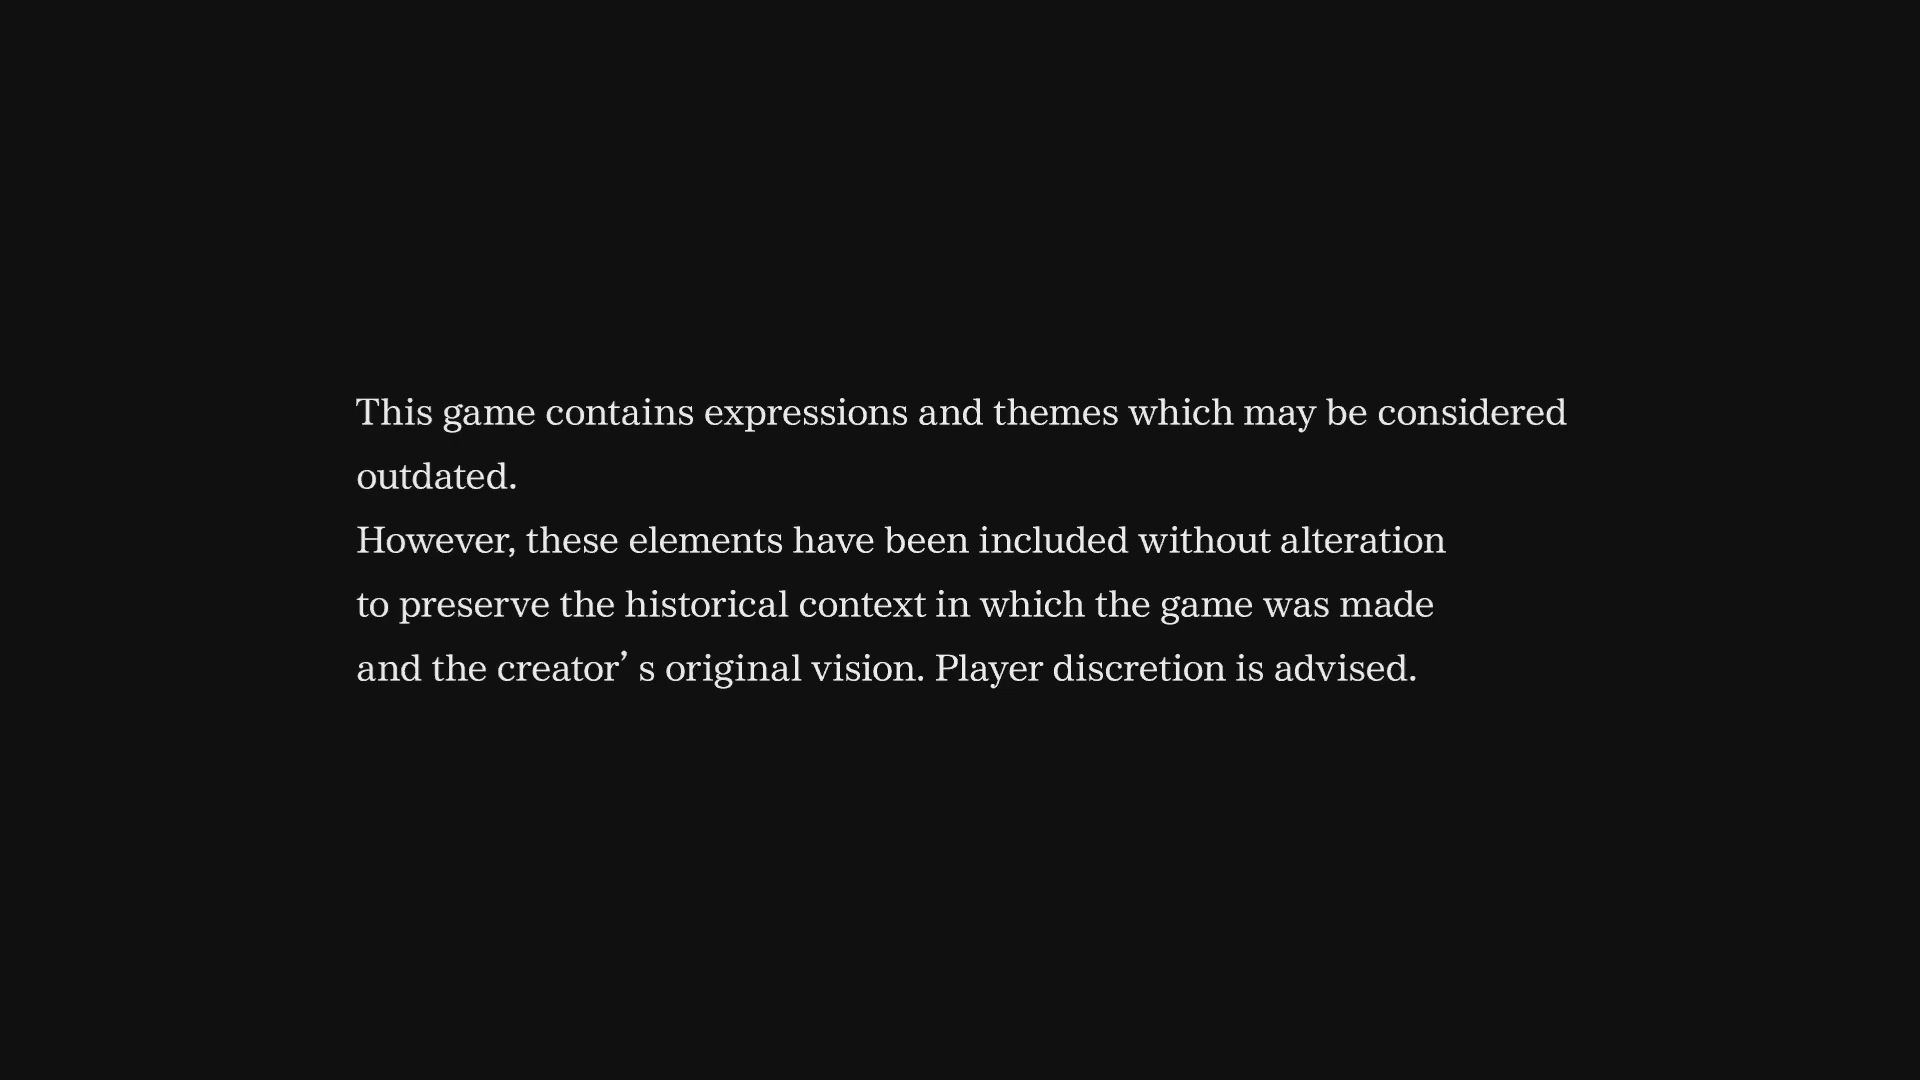 This game contains expressions and themes which may be considered
outdated.
However, these elements have been included without alteration
to preserve the historical context in which the game was made
and the creator’ s original vision. Player discretion is advised.